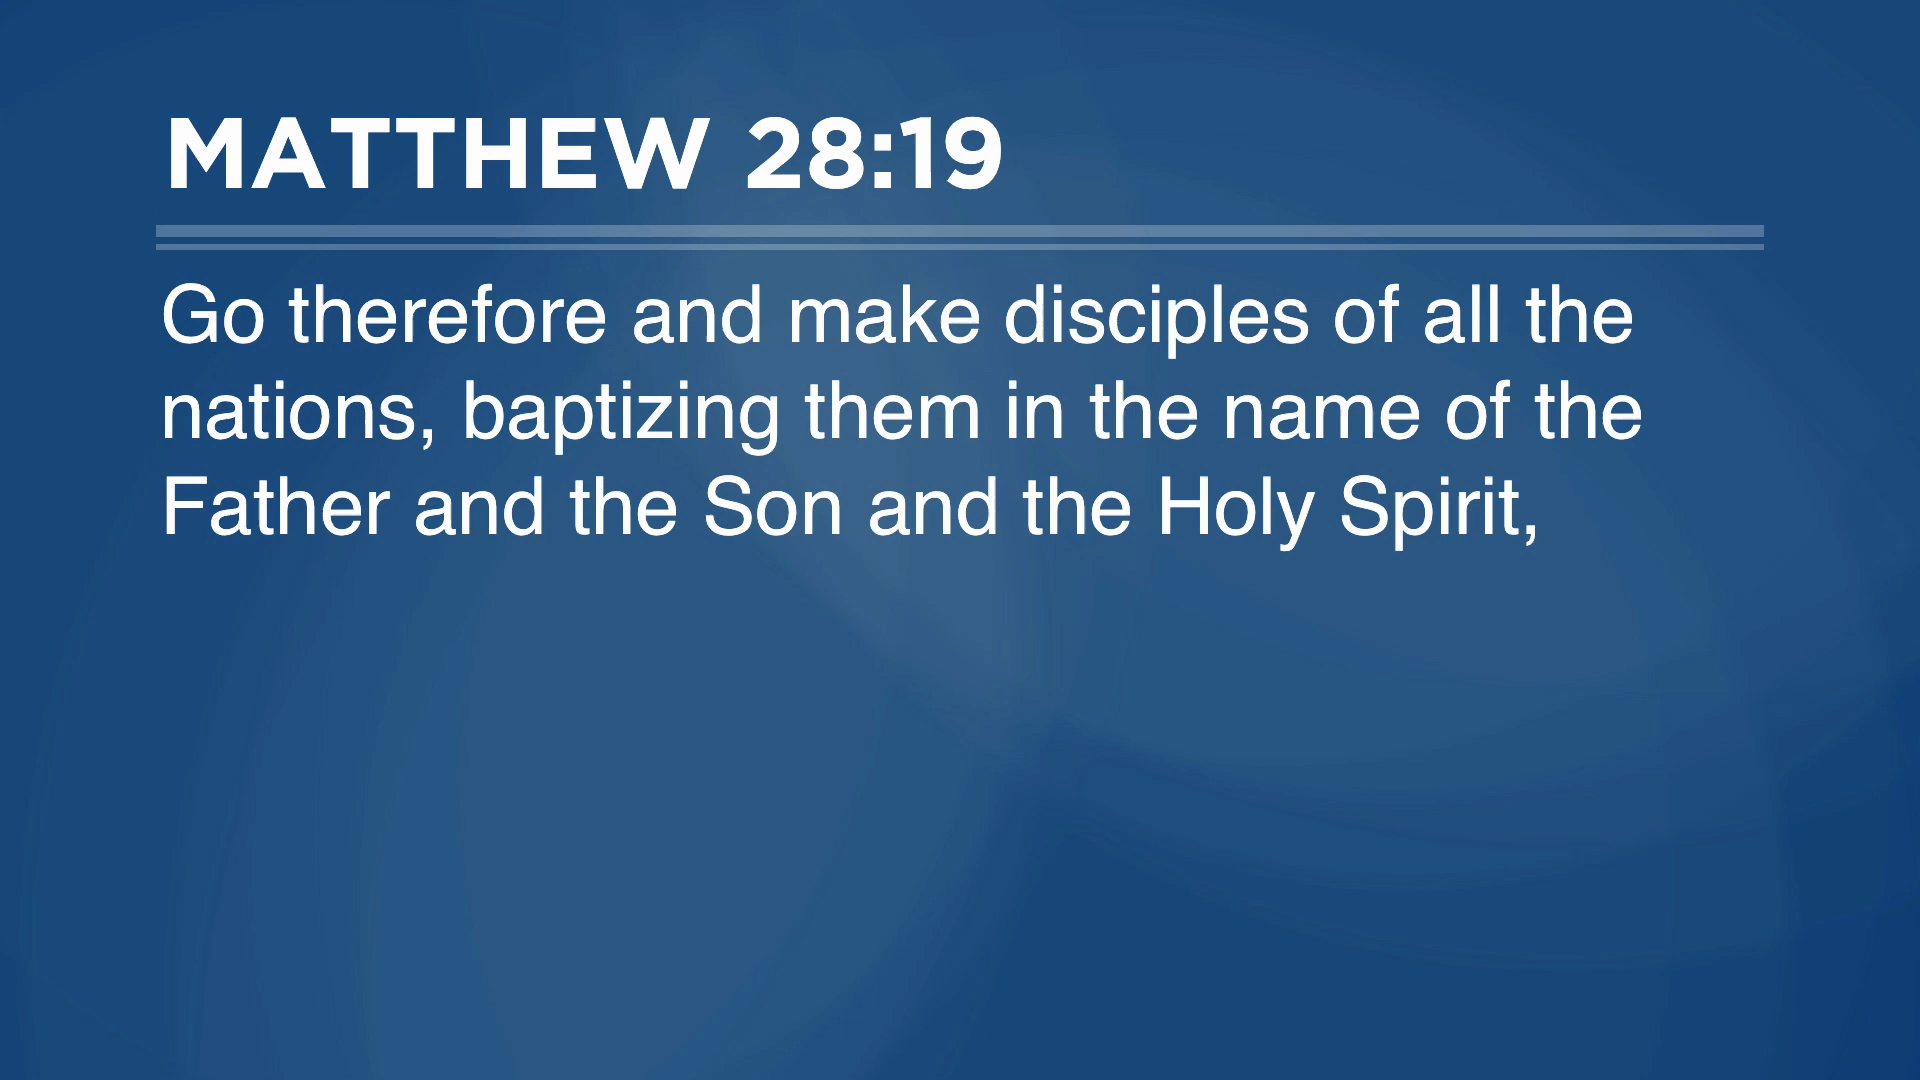 MATTHEW 28:19
Go therefore and make disciples of all the
nations, baptizing them in the name of the
Father and the Son and the Holy Spirit,